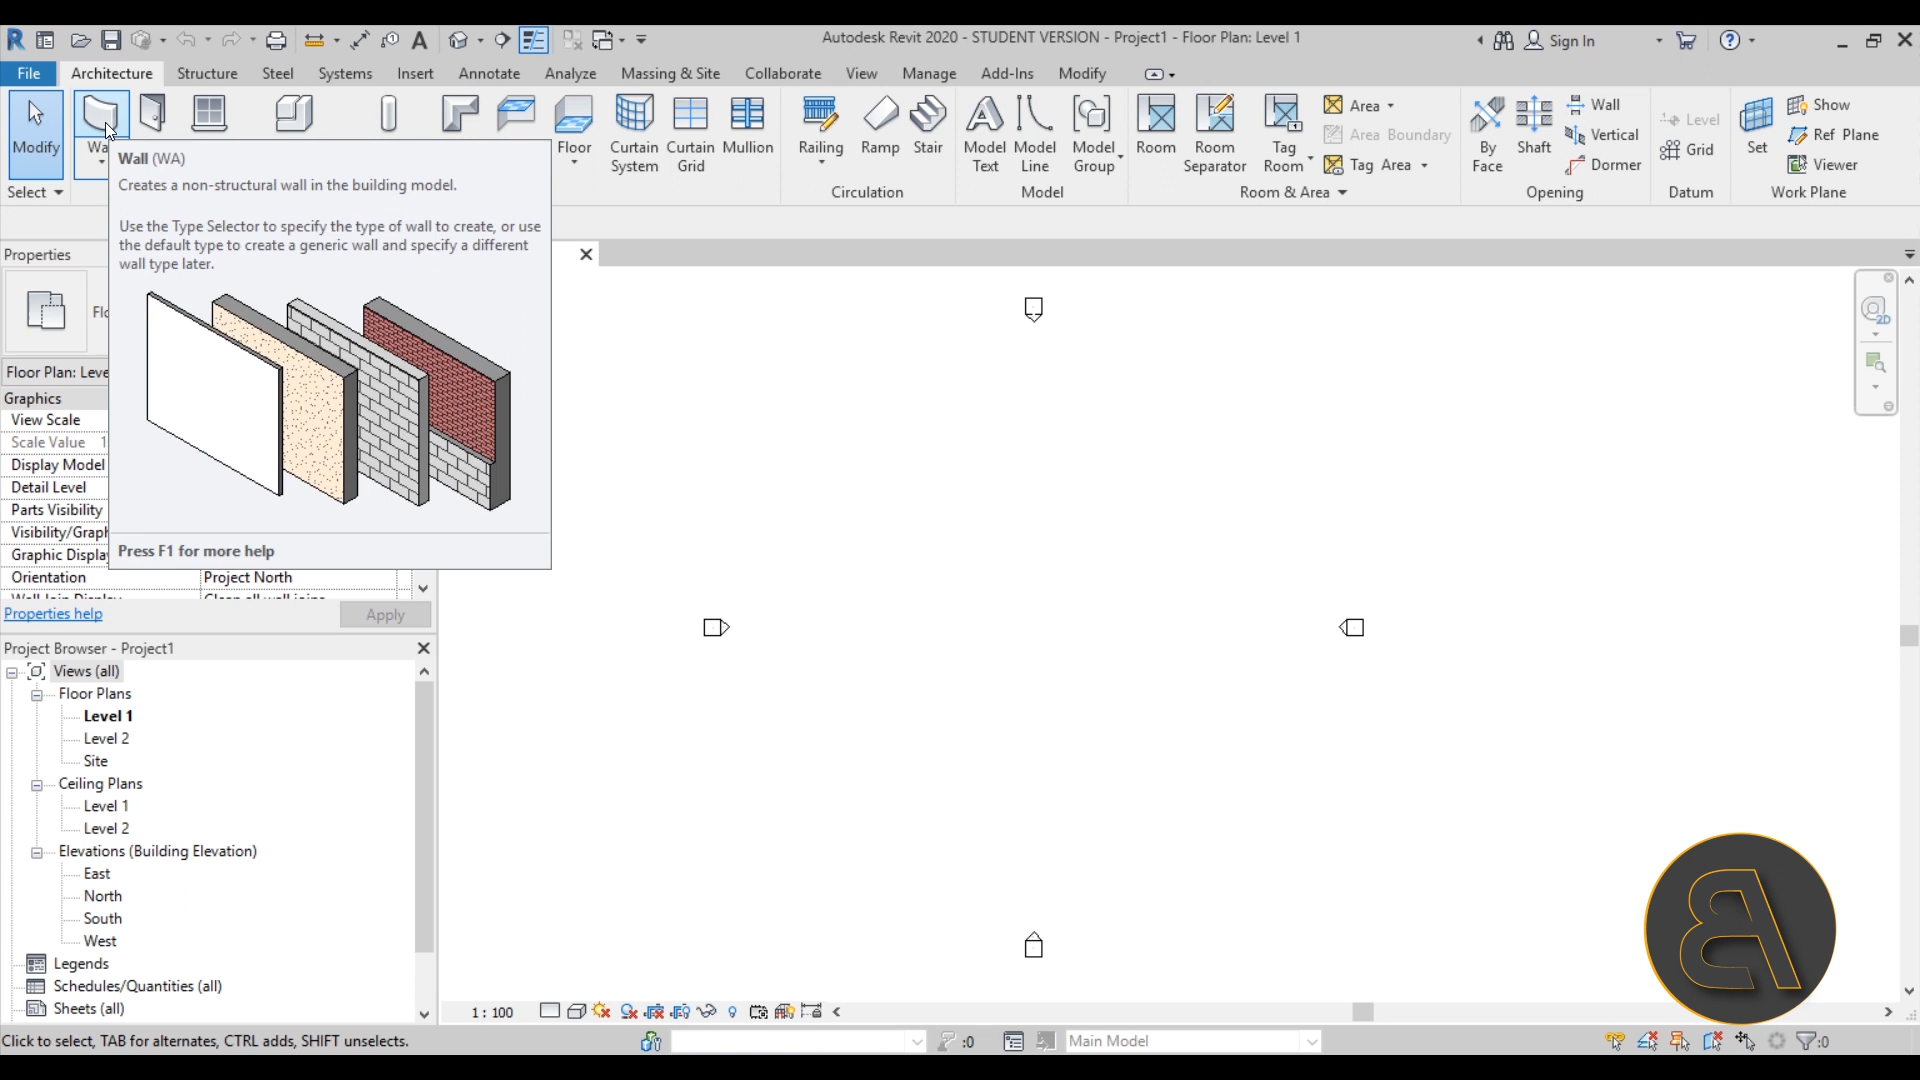 Autodesk Revit 2020 - STUDENT VERSION - Project1 - Floor Plan: Level 1
Sign In
File Architecture Structure Steel Systems Insert Annotate Analyze Massing & Site Collaborate View Manage Add-Ins Modify
Modify
Floor
Curtain System
Curtain Grid
Mullion
Railing
Ramp
Stair
Model Text
Model Line
Model Group
Room
Room Separator
Tag Room
Area
Area Boundary
Tag Area
By Face
Shaft
Wall
Vertical
Dormer
Level
Grid
Set
Show
Ref Plane
Viewer
Select
Circulation
Model
Room & Area
Opening
Datum
Work Plane
Wall (WA)
Creates a non-structural wall in the building model.
Use the Type Selector to specify the type of wall to create, or use
the default type to create a generic wall and specify a different
wall type later.
Press F1 for more help
Properties
Floor Plan: Leve
Graphics
View Scale
Scale Value 1
Display Model
Detail Level
Parts Visibility
Visibility/Graph
Graphic Display
Orientation Project North
Properties help
Apply
Project Browser - Project1
Views (all)
Floor Plans
Level 1
Level 2
Site
Ceiling Plans
Level 1
Level 2
Elevations (Building Elevation)
East
North
South
West
Legends
Schedules/Quantities (all)
Sheets (all)
2D
1 : 100
Click to select, TAB for alternates, CTRL adds, SHIFT unselects.
:0
Main Model
:0